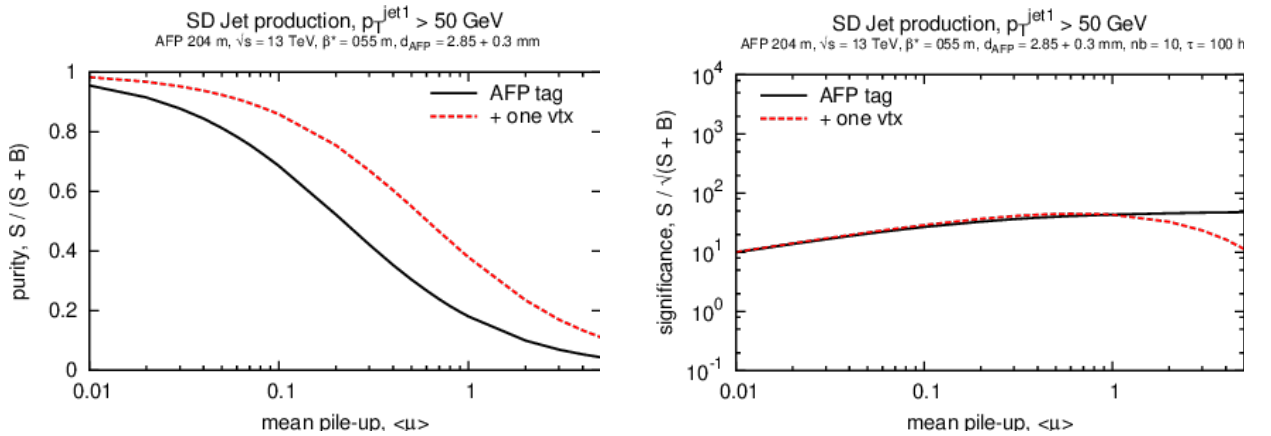 SD Jet production, p_T^jet1 > 50 GeV
AFP 204 m, √s = 13 TeV, β* = 055 m, d_AFP = 2.85 + 0.3 mm
AFP tag
+ one vtx
purity, S / (S + B)
1
0.8
0.6
0.4
0.2
0
0.01
0.1
1
mean pile-up, <μ>
SD Jet production, p_T^jet1 > 50 GeV
AFP 204 m, √s = 13 TeV, β* = 055 m, d_AFP = 2.85 + 0.3 mm, nb = 10, τ = 100 h
AFP tag
+ one vtx
significance, S / √(S + B)
10^4
10^3
10^2
10^1
10^0
10^-1
0.01
0.1
1
mean pile-up, <μ>